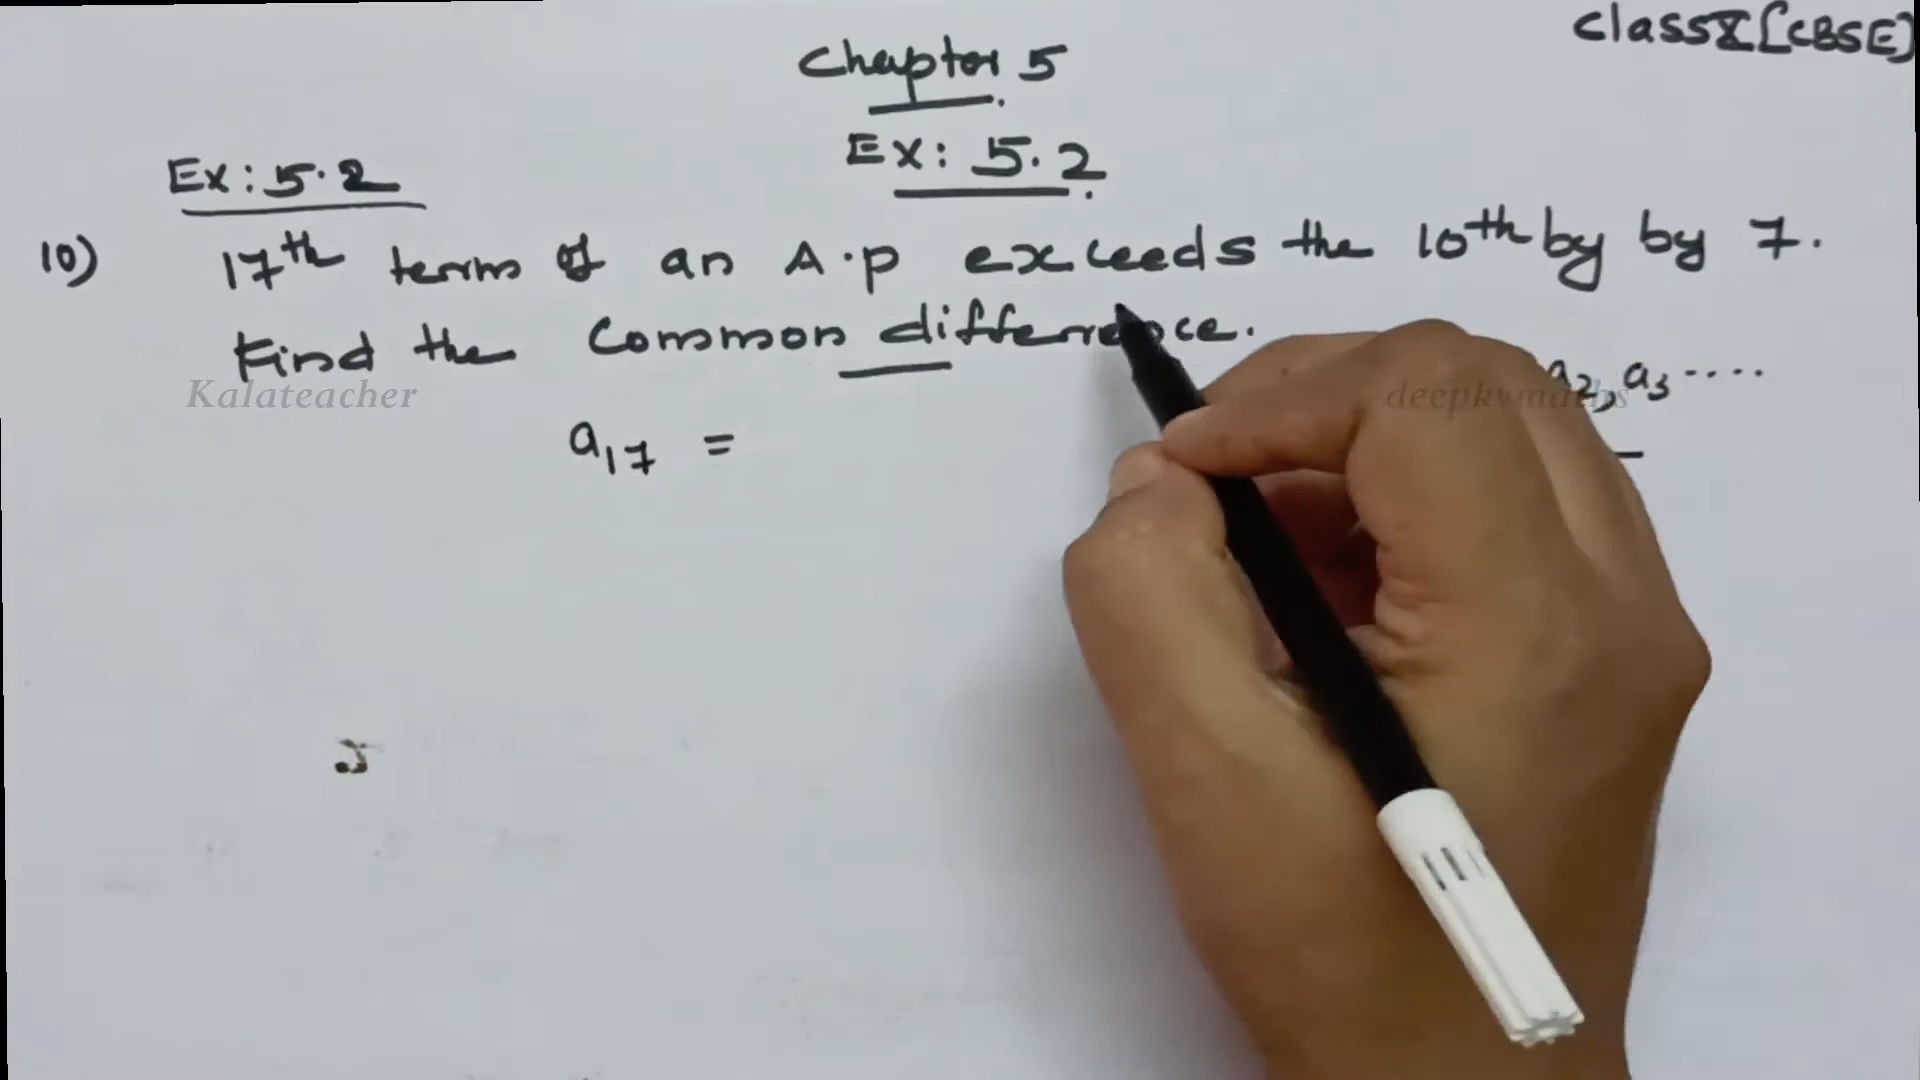 Class X [CBSE]
Chapter 5
Ex: 5.2
Ex: 5.2
10) 17th term of an A.P exceeds the 10th by by 7.
Find the common difference.
a2, a3 ....
Kalateacher
a17 =